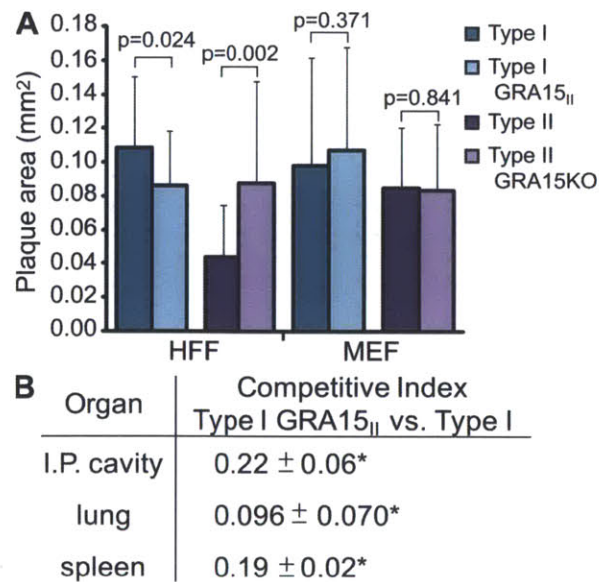 A
0.18
0.16
0.14
0.12
0.10
0.08
0.06
0.04
0.02
0.00
Plaque area (mm²)
p=0.024
p=0.002
p=0.371
p=0.841
Type I
Type I
GRA15II
Type II
Type II
GRA15KO
HFF
MEF
B
Organ
Competitive Index
Type I GRA15II vs. Type I
I.P. cavity
0.22 ± 0.06*
lung
0.096 ± 0.070*
spleen
0.19 ± 0.02*